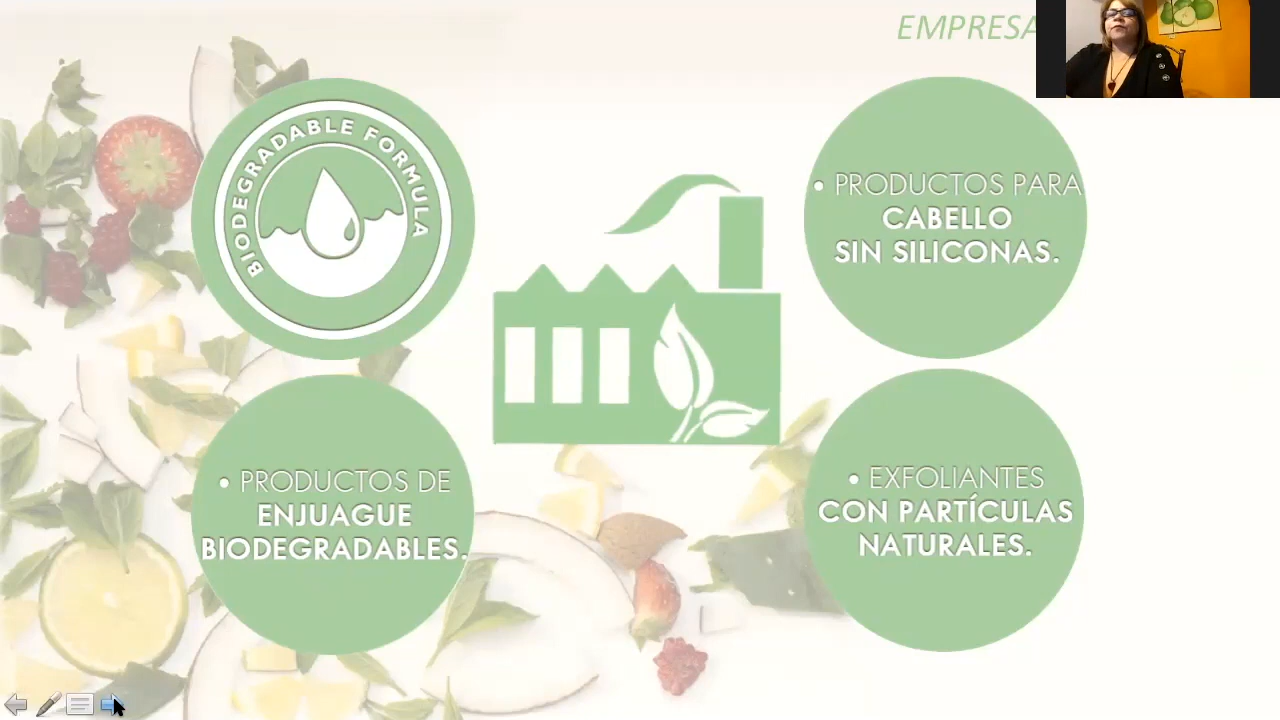 EMPRESA
BIODEGRADABLE FORMULA
• PRODUCTOS PARA
CABELLO
SIN SILICONAS.
• PRODUCTOS DE
ENJUAGUE
BIODEGRADABLES.
• EXFOLIANTES
CON PARTÍCULAS
NATURALES.